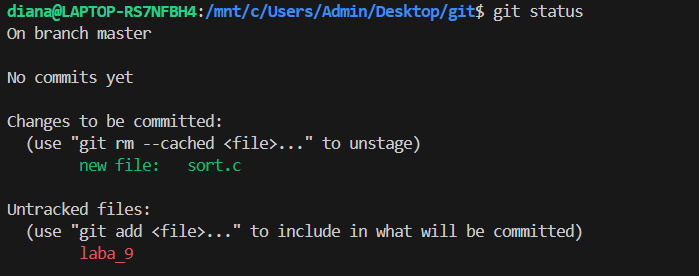 diana@LAPTOP-RS7NFBH4:/mnt/c/Users/Admin/Desktop/git$ git status
On branch master
No commits yet
Changes to be committed:
(use "git rm --cached <file>..." to unstage)
new file:   sort.c
Untracked files:
(use "git add <file>..." to include in what will be committed)
laba_9